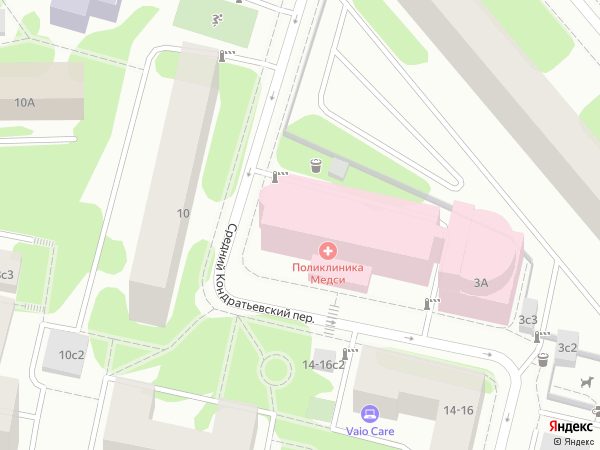 10А
10
Средний Кондратьевский пер.
Поликлиника
Медси
3А
3с3
3с2
10с2
14-16с2
14-16
Vaio Care
Яндекс
© Яндекс